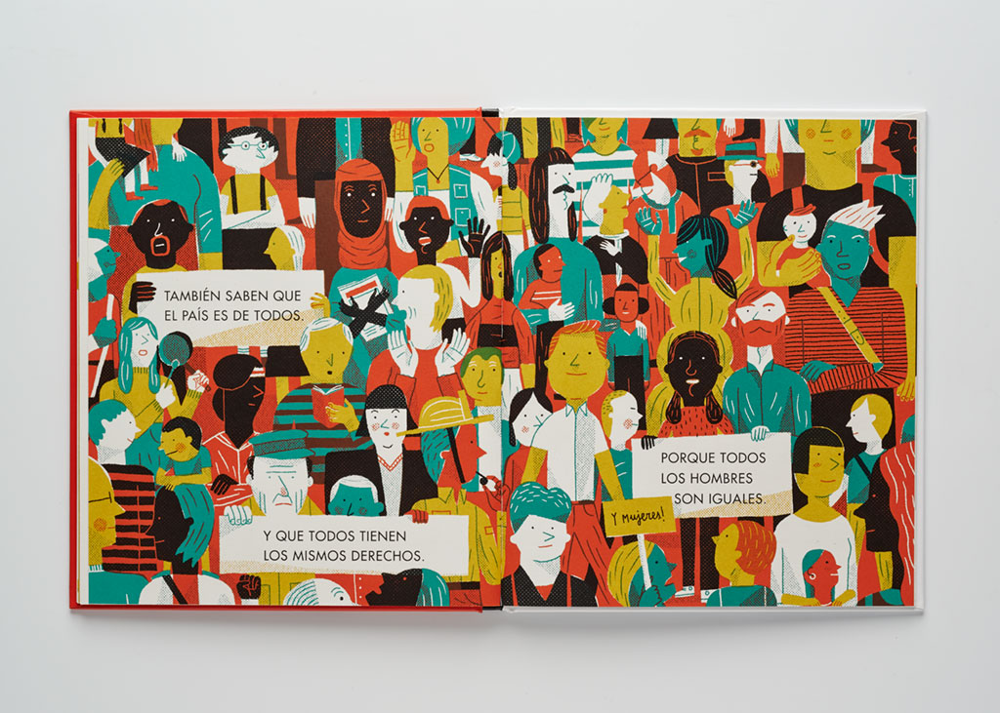 TAMBIÉN SABEN QUE
EL PAÍS ES DE TODOS.
Y QUE TODOS TIENEN
LOS MISMOS DERECHOS.
PORQUE TODOS
LOS HOMBRES
SON IGUALES.
Y MUJERES!